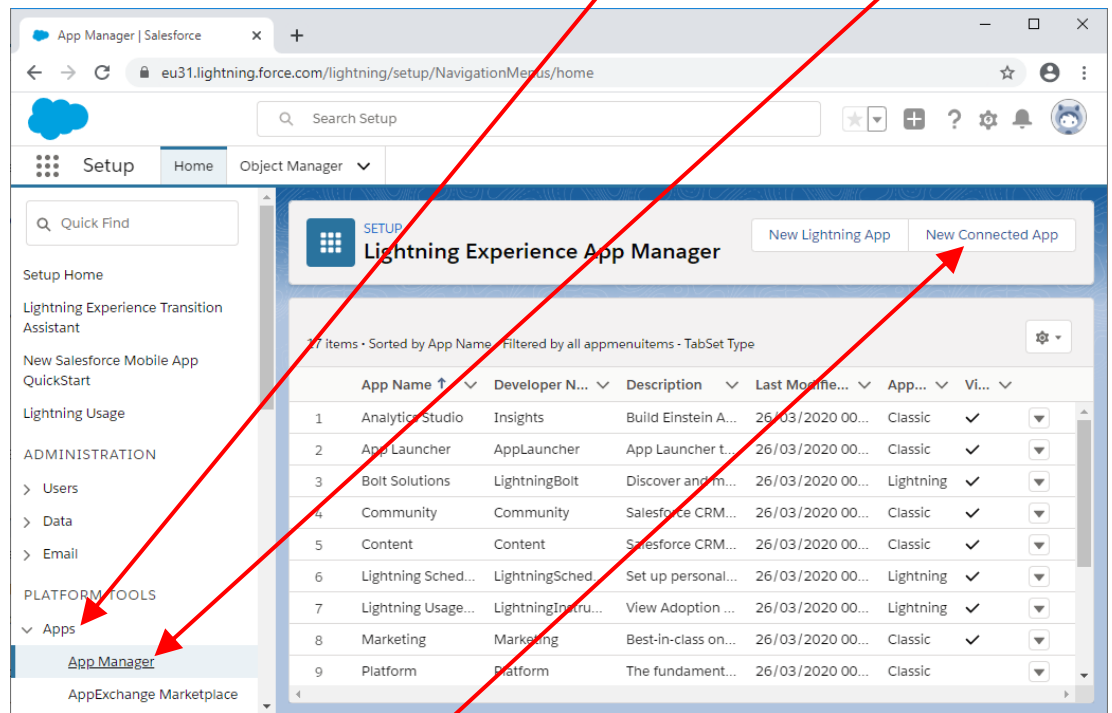 App Manager | Salesforce
eu31.lightning.force.com/lightning/setup/NavigationMenus/home
Search Setup
Setup Home Object Manager
Quick Find
Setup Home
Lightning Experience Transition
Assistant
New Salesforce Mobile App
QuickStart
Lightning Usage
ADMINISTRATION
Users
Data
Email
PLATFORM TOOLS
Apps
App Manager
AppExchange Marketplace
SETUP
Lightning Experience App Manager
New Lightning App New Connected App
17 items • Sorted by App Name • Filtered by all appmenuitems - TabSet Type
App Name ↑ Developer N... Description Last Modifie... App... Vi...
1 Analytics Studio Insights Build Einstein A... 26/03/2020 00... Classic ✓
2 App Launcher AppLauncher App Launcher t... 26/03/2020 00... Classic ✓
3 Bolt Solutions LightningBolt Discover and m... 26/03/2020 00... Lightning ✓
4 Community Community Salesforce CRM... 26/03/2020 00... Classic ✓
5 Content Content Salesforce CRM... 26/03/2020 00... Classic ✓
6 Lightning Sched... LightningSched... Set up personal... 26/03/2020 00... Lightning ✓
7 Lightning Usage... LightningInstru... View Adoption ... 26/03/2020 00... Lightning ✓
8 Marketing Marketing Best-in-class on... 26/03/2020 00... Classic ✓
9 Platform Platform The fundament... 26/03/2020 00... Classic